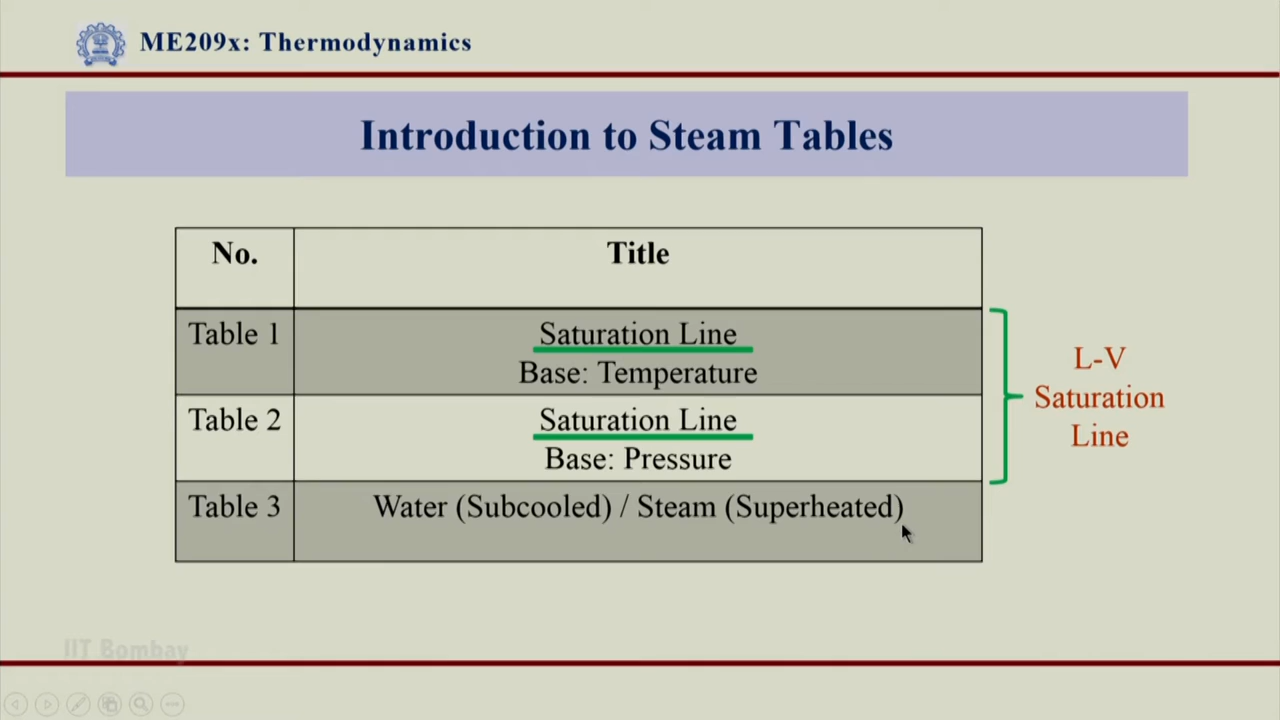 ME209x: Thermodynamics
Introduction to Steam Tables
No.
Title
Table 1
Saturation Line
Base: Temperature
Table 2
Saturation Line
Base: Pressure
Table 3
Water (Subcooled) / Steam (Superheated)
L-V
Saturation
Line
IIT Bombay